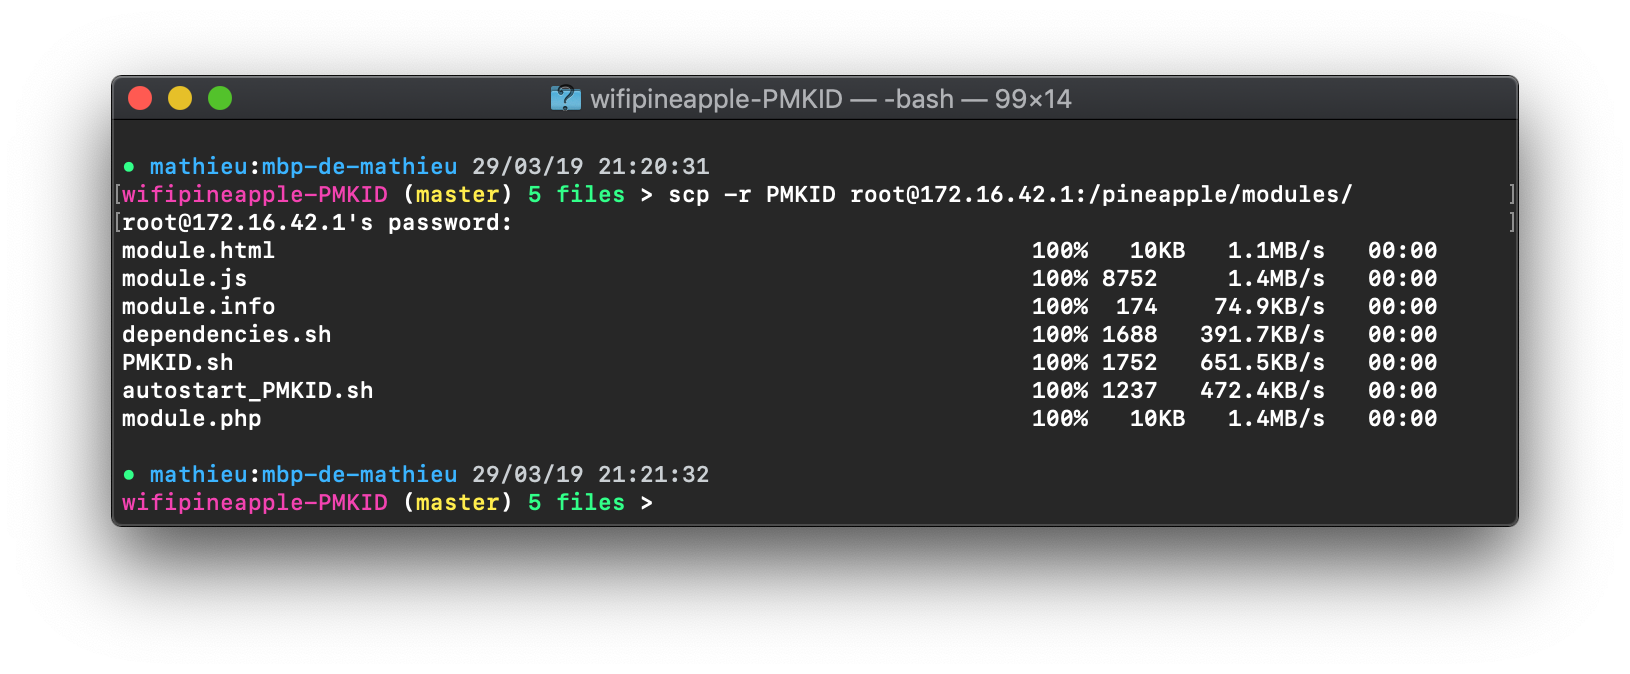 wifipineapple-PMKID — -bash — 99×14
● mathieu:mbp-de-mathieu 29/03/19 21:20:31
[wifipineapple-PMKID (master) 5 files > scp -r PMKID root@172.16.42.1:/pineapple/modules/ ]
[root@172.16.42.1's password: ]
module.html 100% 10KB 1.1MB/s 00:00
module.js 100% 8752 1.4MB/s 00:00
module.info 100% 174 74.9KB/s 00:00
dependencies.sh 100% 1688 391.7KB/s 00:00
PMKID.sh 100% 1752 651.5KB/s 00:00
autostart_PMKID.sh 100% 1237 472.4KB/s 00:00
module.php 100% 10KB 1.4MB/s 00:00
● mathieu:mbp-de-mathieu 29/03/19 21:21:32
wifipineapple-PMKID (master) 5 files >